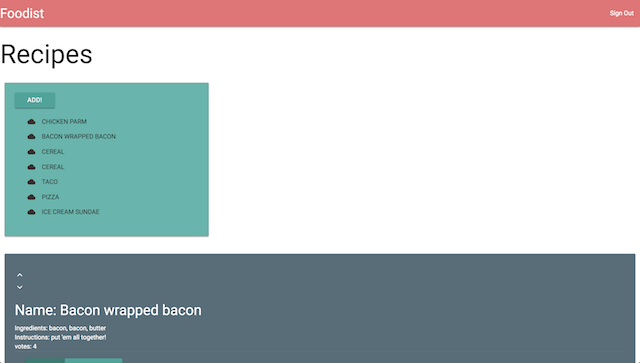 Foodist
Sign Out
Recipes
ADD!
CHICKEN PARM
BACON WRAPPED BACON
CEREAL
CEREAL
TACO
PIZZA
ICE CREAM SUNDAE
Name: Bacon wrapped bacon
Ingredients: bacon, bacon, butter
Instructions: put 'em all together!
votes: 4